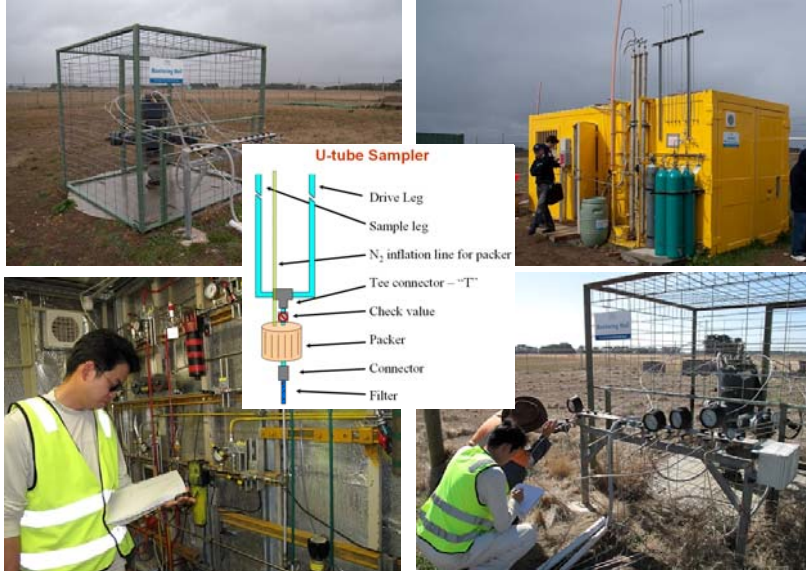 Monitoring Well
U-tube Sampler
Drive Leg
Sample leg
N₂ inflation line for packer
Tee connector – “T”
Check value
Packer
Connector
Filter
Monitoring Well